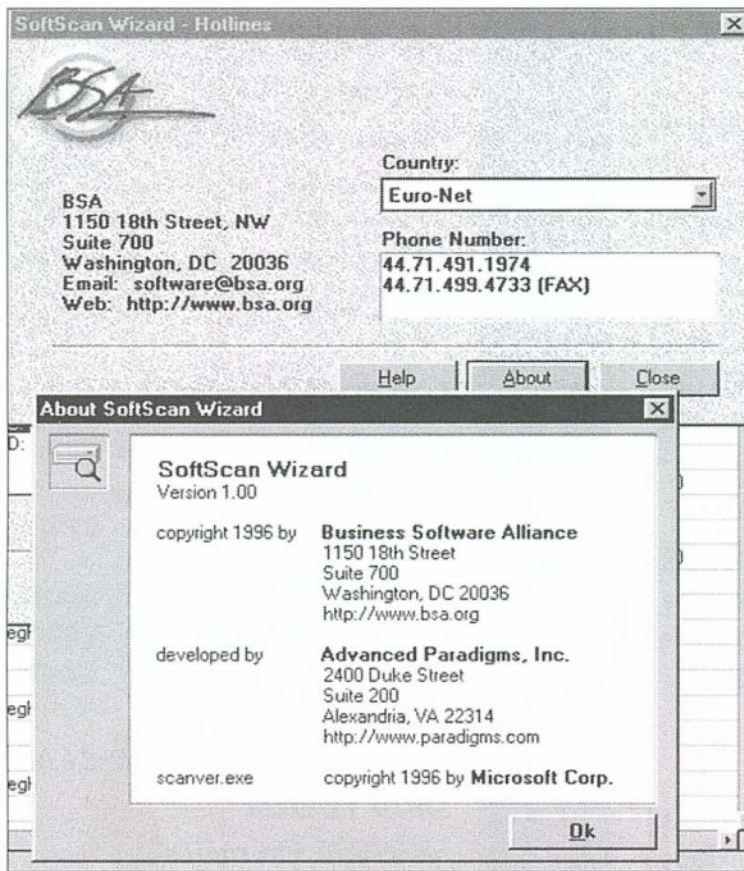 SoftScan Wizard - Hotlines
BSA
BSA
1150 18th Street, NW
Suite 700
Washington, DC 20036
Email: software@bsa.org
Web: http://www.bsa.org
Country:
Euro-Net
Phone Number:
44.71.491.1974
44.71.499.4733 (FAX)
Help About Close
About SoftScan Wizard
D:
SoftScan Wizard
Version 1.00
copyright 1996 by Business Software Alliance
1150 18th Street
Suite 700
Washington, DC 20036
http://www.bsa.org
developed by Advanced Paradigms, Inc.
2400 Duke Street
Suite 200
Alexandria, VA 22314
http://www.paradigms.com
scanver.exe copyright 1996 by Microsoft Corp.
Ok